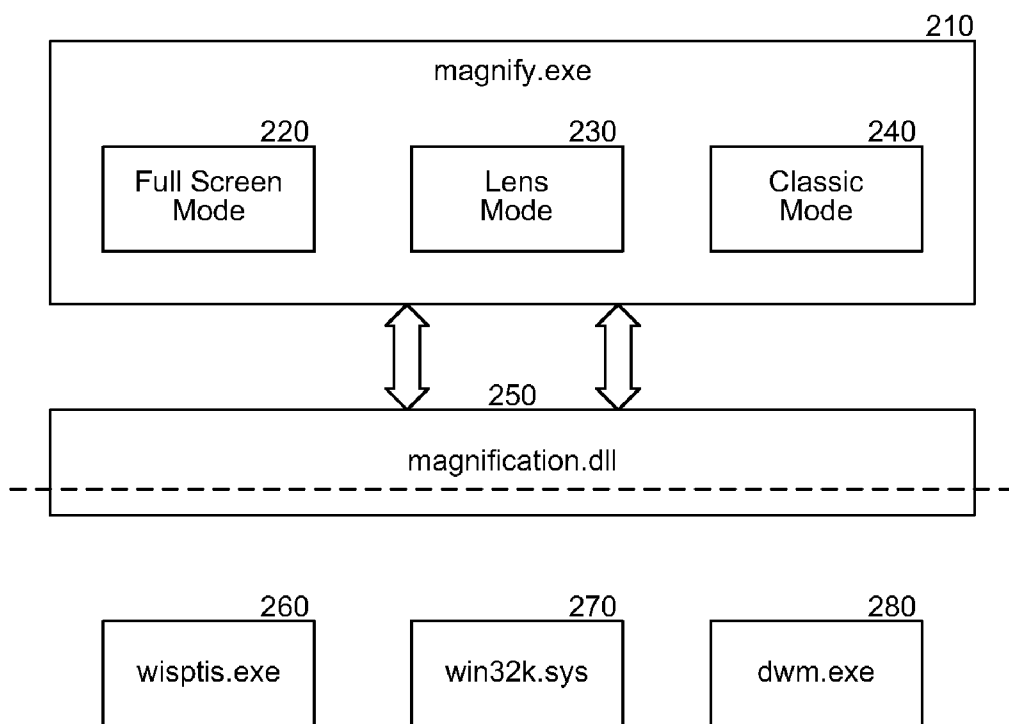 210
magnify.exe
220
230
240
Full Screen
Mode
Lens
Mode
Classic
Mode
250
magnification.dll
260
270
280
wisptis.exe
win32k.sys
dwm.exe